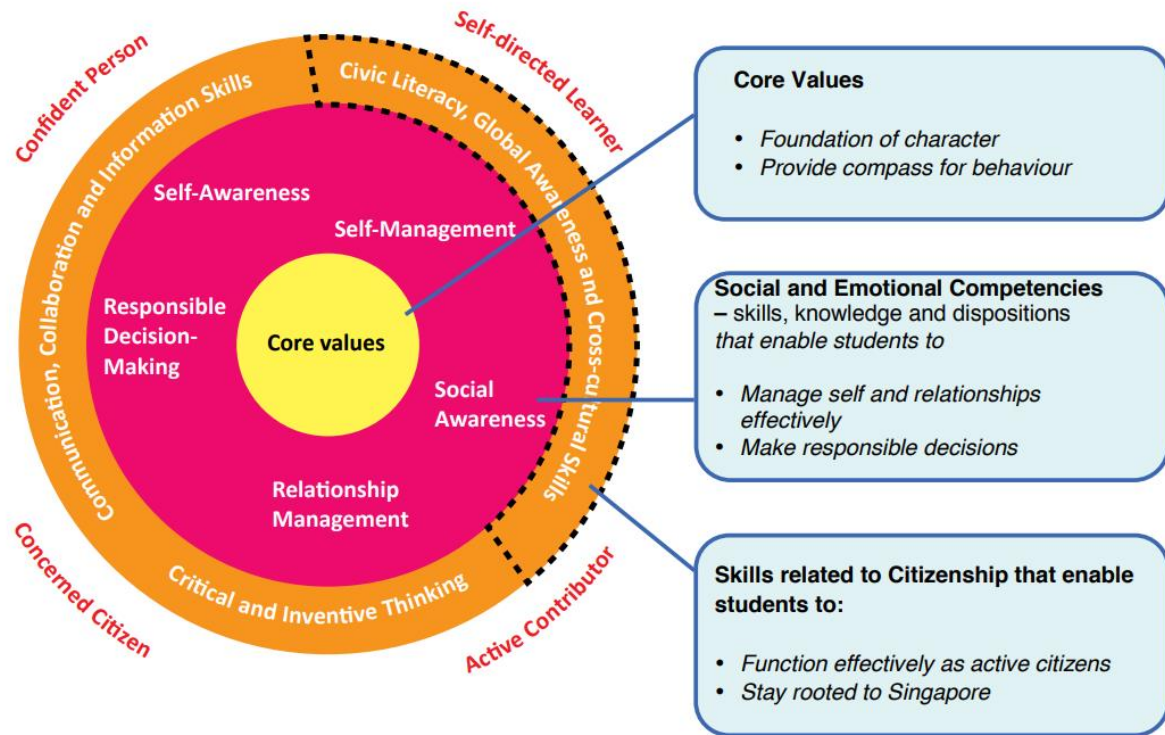 Confident Person
Self-directed Learner
Communication, Collaboration and Information Skills
Civic Literacy, Global Awareness and Cross-cultural Skills
Self-Awareness
Self-Management
Responsible
Decision-
Making
Core values
Social
Awareness
Relationship
Management
Critical and Inventive Thinking
Concerned Citizen
Active Contributor
Core Values
• Foundation of character
• Provide compass for behaviour
Social and Emotional Competencies
– skills, knowledge and dispositions
that enable students to
• Manage self and relationships
effectively
• Make responsible decisions
Skills related to Citizenship that enable
students to:
• Function effectively as active citizens
• Stay rooted to Singapore